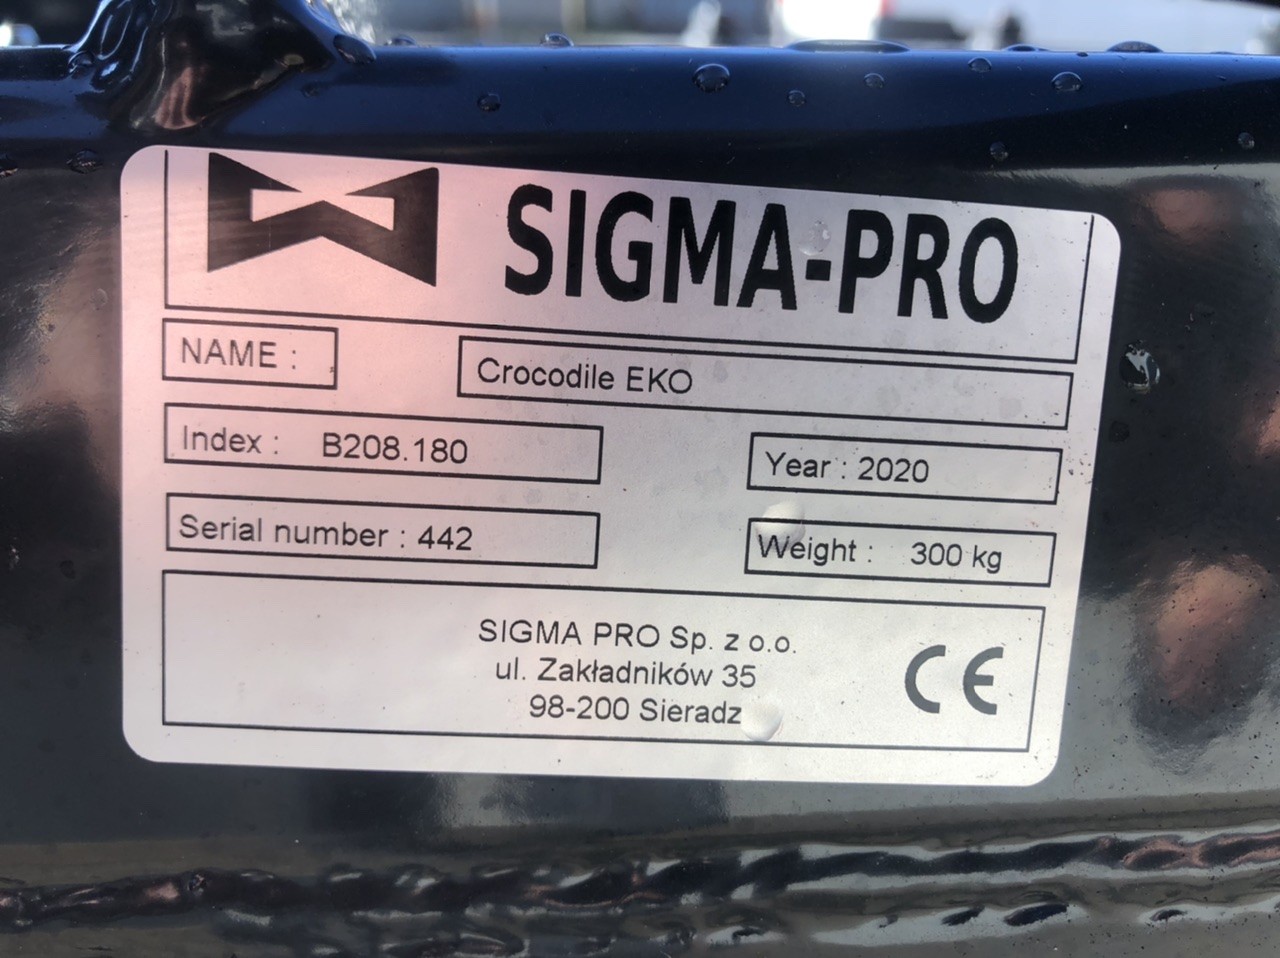 SIGMA-PRO
NAME :
Crocodile EKO
Index : B208.180
Year : 2020
Serial number : 442
Weight : 300 kg
SIGMA PRO Sp. z o.o.
ul. Zakładników 35
98-200 Sieradz
CE